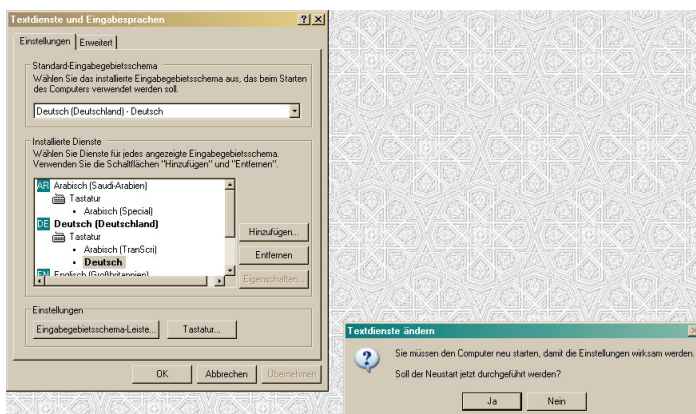 Textdienste und Eingabesprachen
Einstellungen
Erweitert
Standard-Eingabegebietsschema
Wählen Sie das installierte Eingabegebietsschema aus, das beim Starten
des Computers verwendet werden soll.
Deutsch (Deutschland) - Deutsch
Installierte Dienste
Wählen Sie Dienste für jedes angezeigte Eingabegebietsschema.
Verwenden Sie die Schaltflächen "Hinzufügen" und "Entfernen".
AR Arabisch (Saudi-Arabien)
Tastatur
• Arabisch (Special)
DE Deutsch (Deutschland)
Tastatur
• Arabisch (TranScri)
• Deutsch
EN Englisch (Großbritannien)
Hinzufügen...
Entfernen
Eigenschaften...
Einstellungen
Eingabegebietsschema-Leiste...
Tastatur...
OK
Abbrechen
Übernehmen
Textdienste ändern
Sie müssen den Computer neu starten, damit die Einstellungen wirksam werden.
Soll der Neustart jetzt durchgeführt werden?
Ja
Nein